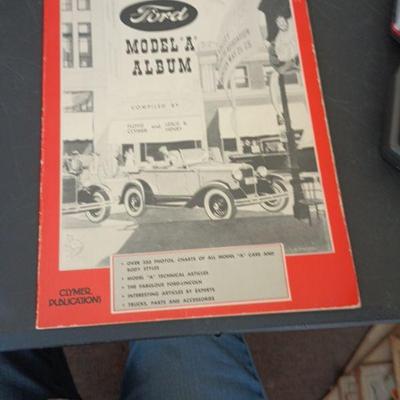 Ford
MODEL "A"
ALBUM
COMPILED BY
FLOYD CLYMER and LESLIE R. HENRY
• OVER 350 PHOTOS, CHARTS OF ALL MODEL "A" CARS AND
BODY STYLES
• MODEL "A" TECHNICAL ARTICLES
• THE FABULOUS FORD-LINCOLN
• INTERESTING ARTICLES BY EXPERTS
• TRUCKS, PARTS AND ACCESSORIES
CLYMER
PUBLICATIONS